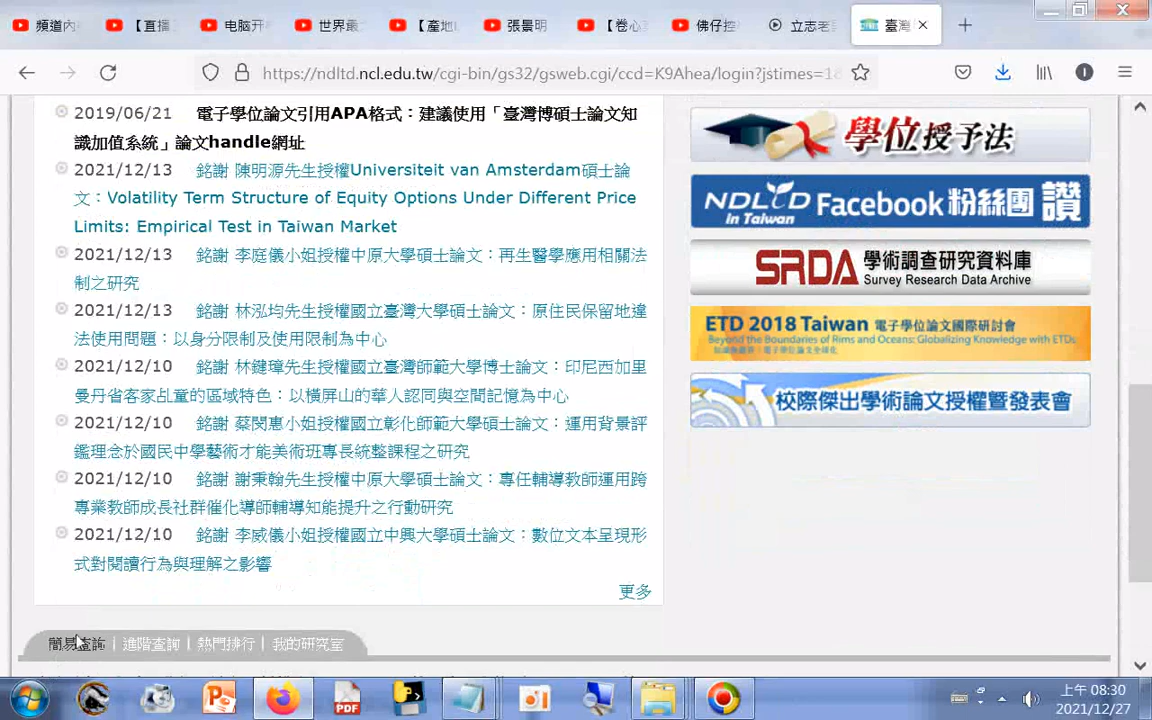 頻道內
【直播
电脑开
世界最
【產地
張景明
【卷心
佛仔控
立志老
臺灣
https://ndltd.ncl.edu.tw/cgi-bin/gs32/gsweb.cgi/ccd=K9Ahea/login?jstimes=1
2019/06/21 電子學位論文引用APA格式：建議使用「臺灣博碩士論文知
識加值系統」論文handle網址
2021/12/13 銘謝 陳明源先生授權Universiteit van Amsterdam碩士論
文：Volatility Term Structure of Equity Options Under Different Price
Limits: Empirical Test in Taiwan Market
2021/12/13 銘謝 李庭儀小姐授權中原大學碩士論文：再生醫學應用相關法
制之研究
2021/12/13 銘謝 林泓均先生授權國立臺灣大學碩士論文：原住民保留地違
法使用問題：以身分限制及使用限制為中心
2021/12/10 銘謝 林鍵璋先生授權國立臺灣師範大學博士論文：印尼西加里
曼丹省客家乩童的區域特色：以橫屏山的華人認同與空間記憶為中心
2021/12/10 銘謝 蔡閔惠小姐授權國立彰化師範大學碩士論文：運用背景評
鑑理念於國民中學藝術才能美術班專長統整課程之研究
2021/12/10 銘謝 謝秉翰先生授權中原大學碩士論文：專任輔導教師運用跨
專業教師成長社群催化導師輔導知能提升之行動研究
2021/12/10 銘謝 李威儀小姐授權國立中興大學碩士論文：數位文本呈現形
式對閱讀行為與理解之影響
更多
學位授予法
NDLTD in Taiwan Facebook粉絲團 讚
SRDA 學術調查研究資料庫
Survey Research Data Archive
ETD 2018 Taiwan 電子學位論文國際研討會
Beyond the Boundaries of Rims and Oceans: Globalizing Knowledge with ETDs
校際傑出學術論文授權暨發表會
簡易查詢 | 進階查詢 | 熱門排行 | 我的研究室
PDF
上午 08:30
2021/12/27